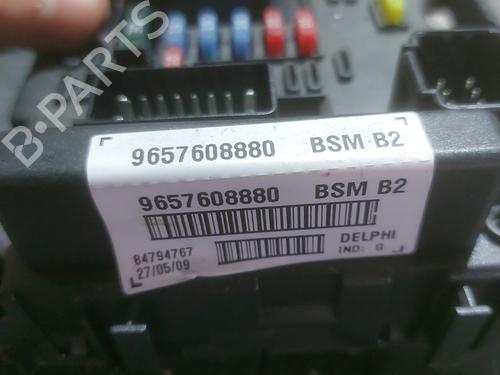 B-PARTS
9657608880 BSM B2
9657608880 BSM B2
84794767
27/05/09
DELPHI
IND: G